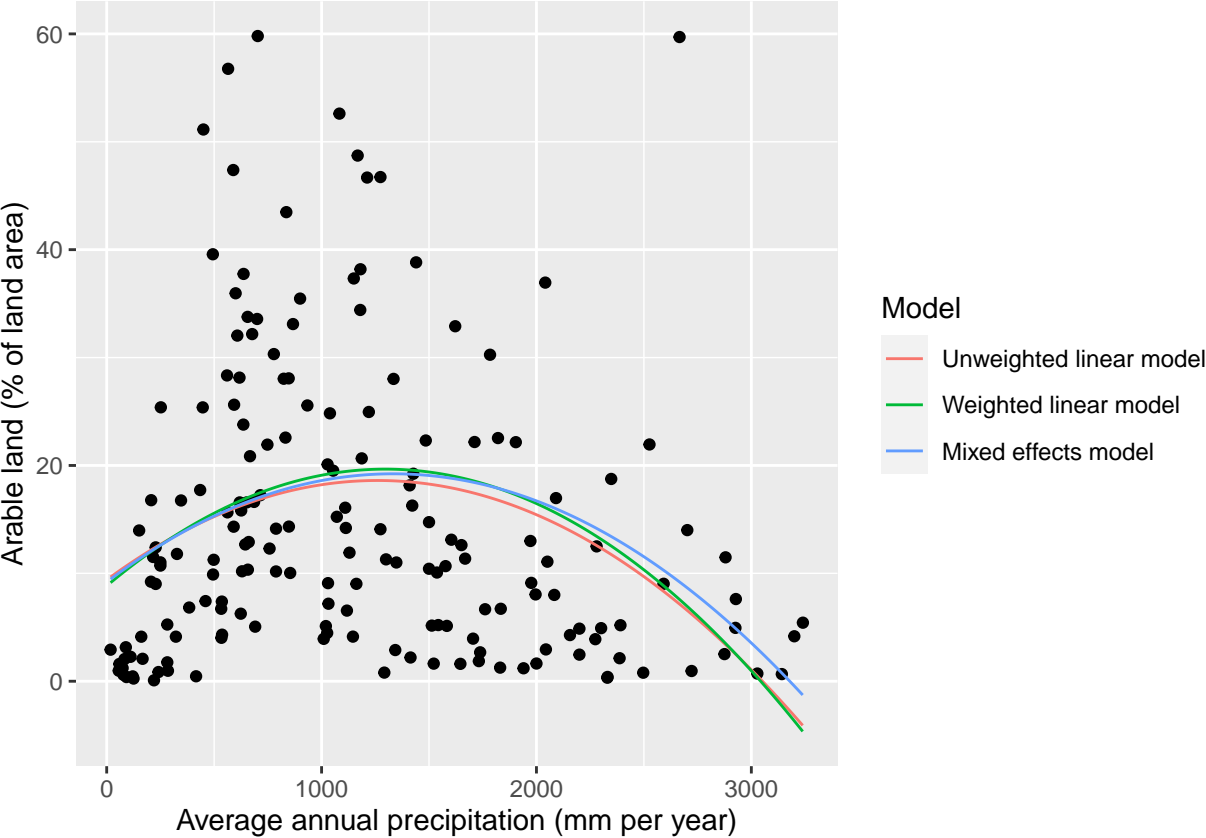 60
40
20
0
0 1000 2000 3000
Average annual precipitation (mm per year)
Arable land (% of land area)
Model
Unweighted linear model
Weighted linear model
Mixed effects model